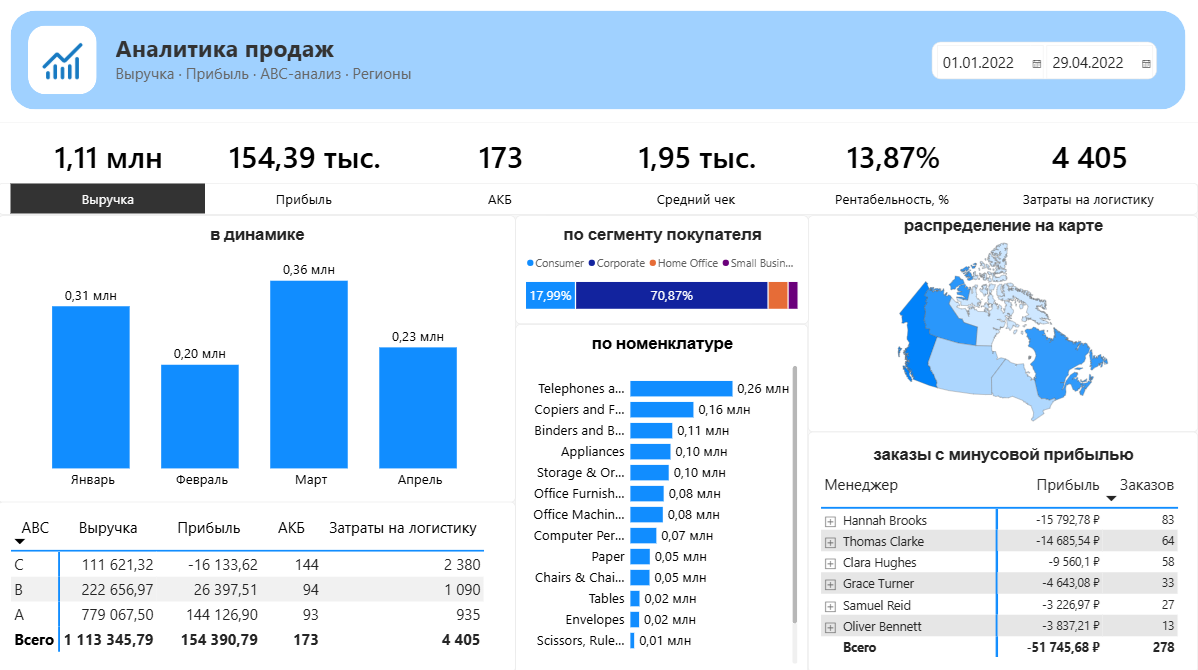 Аналитика продаж
Выручка · Прибыль · ABC-анализ · Регионы
01.01.2022 29.04.2022
1,11 млн 154,39 тыс. 173 1,95 тыс. 13,87% 4 405
Выручка Прибыль АКБ Средний чек Рентабельность, % Затраты на логистику
в динамике
0,31 млн
0,20 млн
0,36 млн
0,23 млн
Январь Февраль Март Апрель
ABC Выручка Прибыль АКБ Затраты на логистику
C 111 621,32 -16 133,62 144 2 380
B 222 656,97 26 397,51 94 1 090
A 779 067,50 144 126,90 93 935
Всего 1 113 345,79 154 390,79 173 4 405
по сегменту покупателя
Consumer Corporate Home Office Small Busin...
17,99% 70,87%
по номенклатуре
Telephones a... 0,26 млн
Copiers and F... 0,16 млн
Binders and B... 0,11 млн
Appliances 0,10 млн
Storage & Or... 0,10 млн
Office Furnish... 0,08 млн
Office Machin... 0,08 млн
Computer Per... 0,07 млн
Paper 0,05 млн
Chairs & Chai... 0,05 млн
Tables 0,02 млн
Envelopes 0,02 млн
Scissors, Rule... 0,01 млн
распределение на карте
заказы с минусовой прибылью
Менеджер Прибыль Заказов
Hannah Brooks -15 792,78 ₽ 83
Thomas Clarke -14 685,54 ₽ 64
Clara Hughes -9 560,1 ₽ 58
Grace Turner -4 643,08 ₽ 33
Samuel Reid -3 226,97 ₽ 27
Oliver Bennett -3 837,21 ₽ 13
Всего -51 745,68 ₽ 278